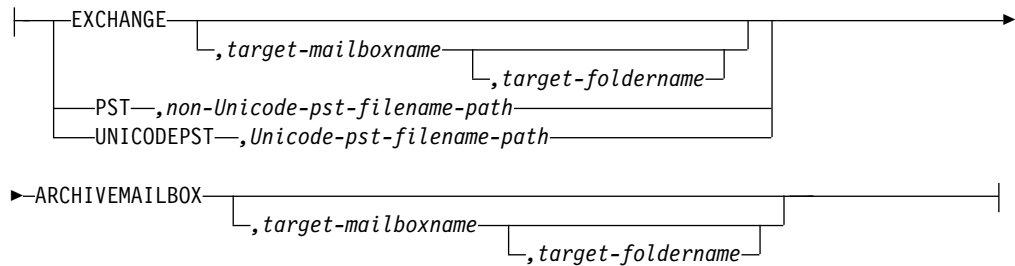 EXCHANGE
,target-mailboxname
,target-foldername
PST ,non-Unicode-pst-filename-path
UNICODEPST ,Unicode-pst-filename-path
ARCHIVEMAILBOX
,target-mailboxname
,target-foldername